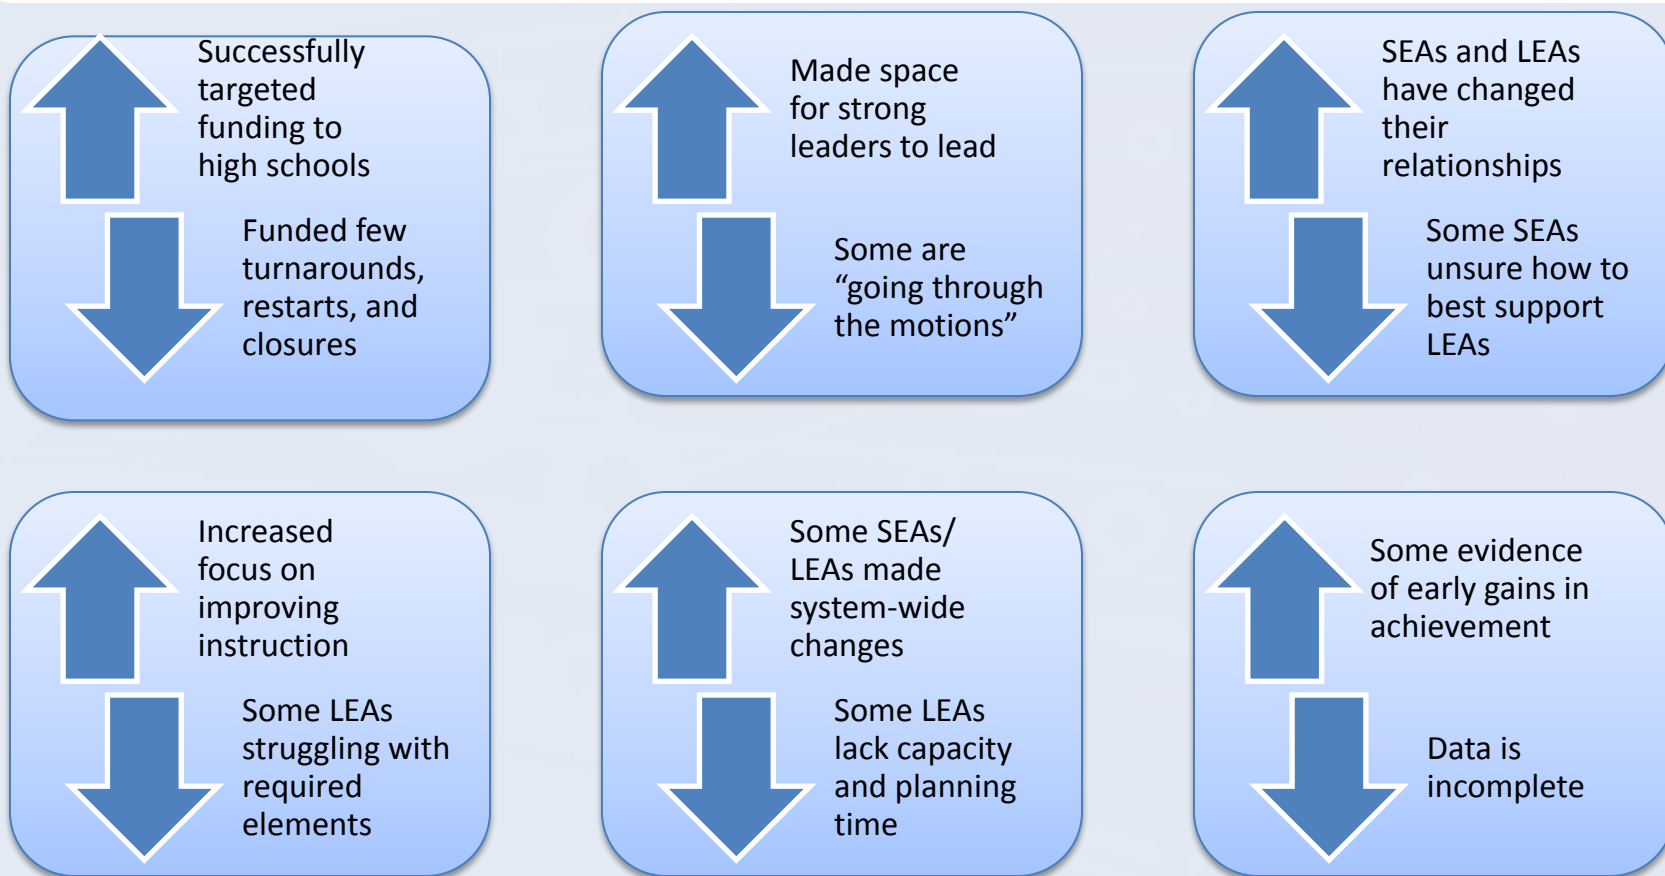 Successfully
targeted
funding to
high schools
Funded few
turnarounds,
restarts, and
closures
Made space
for strong
leaders to lead
Some are
“going through
the motions”
SEAs and LEAs
have changed
their
relationships
Some SEAs
unsure how to
best support
LEAs
Increased
focus on
improving
instruction
Some LEAs
struggling with
required
elements
Some SEAs/
LEAs made
system-wide
changes
Some LEAs
lack capacity
and planning
time
Some evidence
of early gains in
achievement
Data is
incomplete